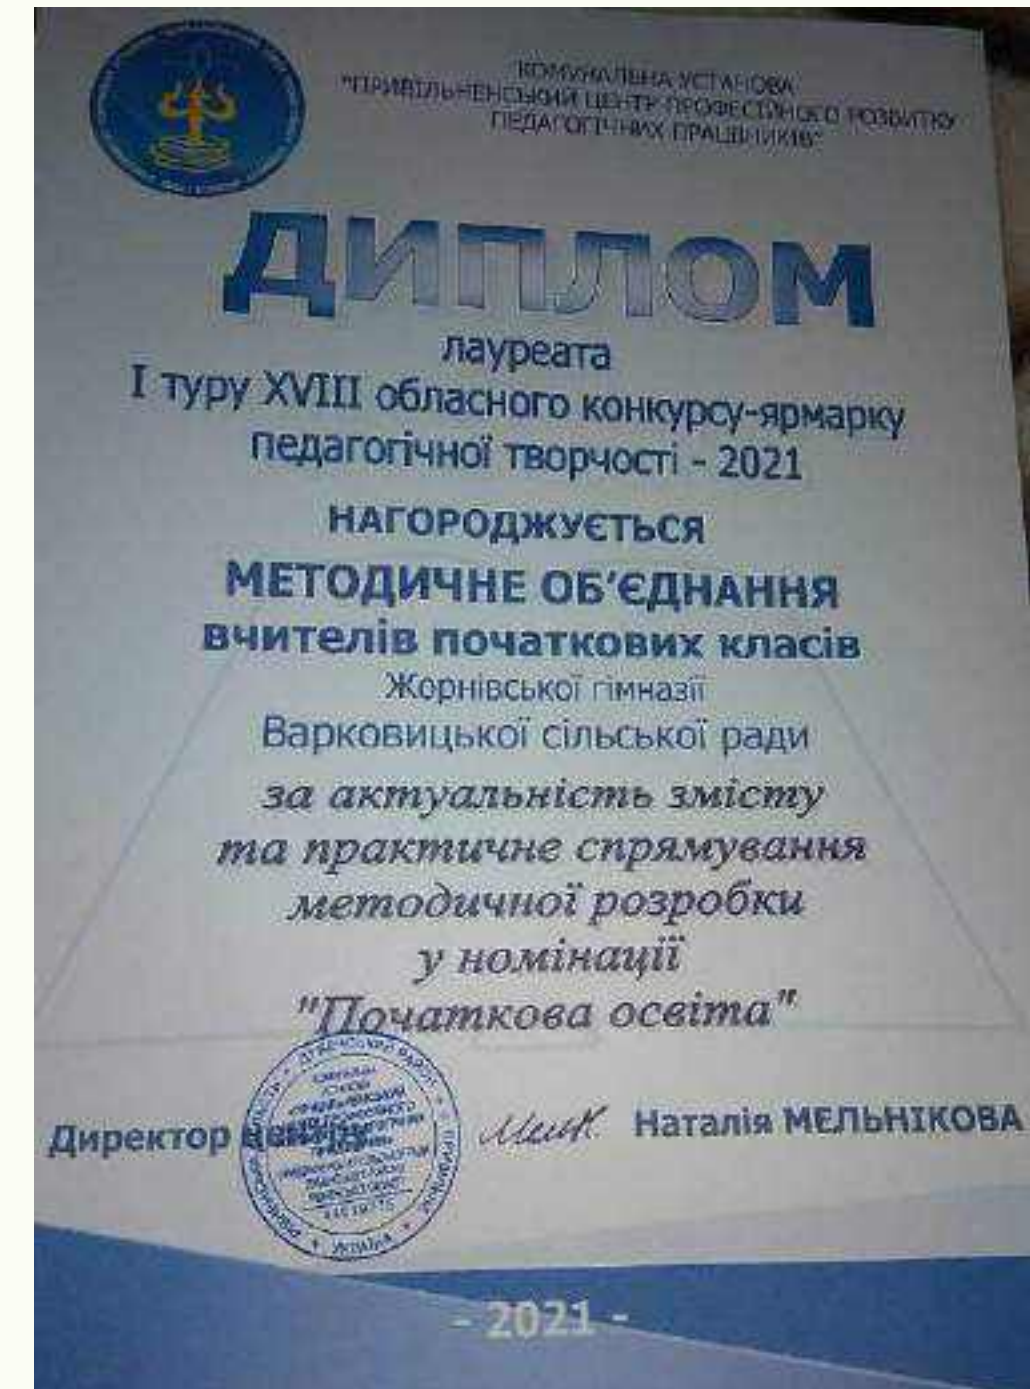 КОМУНАЛЬНА УСТАНОВА
"ПРИВІЛЬНЕНСЬКИЙ ЦЕНТР ПРОФЕСІЙНОГО РОЗВИТКУ
ПЕДАГОГІЧНИХ ПРАЦІВНИКІВ"
ДИПЛОМ
лауреата
І туру XVIII обласного конкурсу-ярмарку
педагогічної творчості - 2021
НАГОРОДЖУЄТЬСЯ
МЕТОДИЧНЕ ОБ'ЄДНАННЯ
вчителів початкових класів
Жорнівської гімназії
Варковицької сільської ради
за актуальність змісту
та практичне спрямування
методичної розробки
у номінації
"Початкова освіта"
Директор Наталія МЕЛЬНІКОВА
УКРАЇНА
- 2021 -